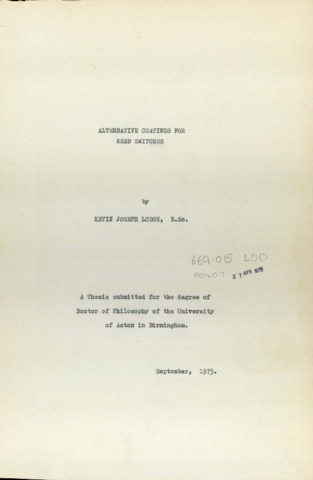 ALTERNATIVE COATINGS FOR
REED SWITCHES
by
KEVIN JOSEPH LODGE, B.Sc.
669-015 LOD
A Thesis submitted for the degree of
Doctor of Philosophy of the University
of Aston in Birmingham.
September, 1975.